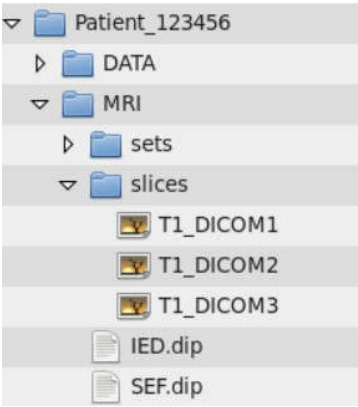 Patient_123456
DATA
MRI
sets
slices
T1_DICOM1
T1_DICOM2
T1_DICOM3
IED.dip
SEF.dip